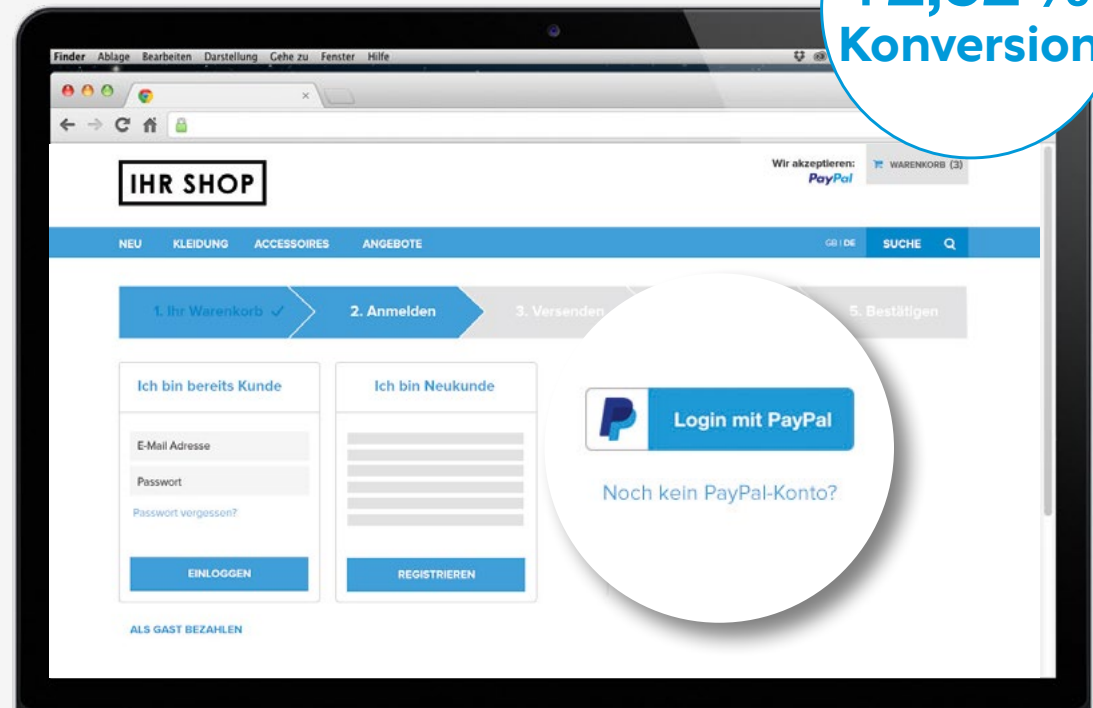 Konversion
Finder Ablage Bearbeiten Darstellung Gehe zu Fenster Hilfe
IHR SHOP
Wir akzeptieren:
PayPal
WARENKORB (3)
NEU KLEIDUNG ACCESSOIRES ANGEBOTE GB | DE SUCHE
1. Ihr Warenkorb ✓ 2. Anmelden 3. Versenden 5. Bestätigen
Ich bin bereits Kunde
E-Mail Adresse
Passwort
Passwort vergessen?
EINLOGGEN
Ich bin Neukunde
REGISTRIEREN
Login mit PayPal
Noch kein PayPal-Konto?
ALS GAST BEZAHLEN